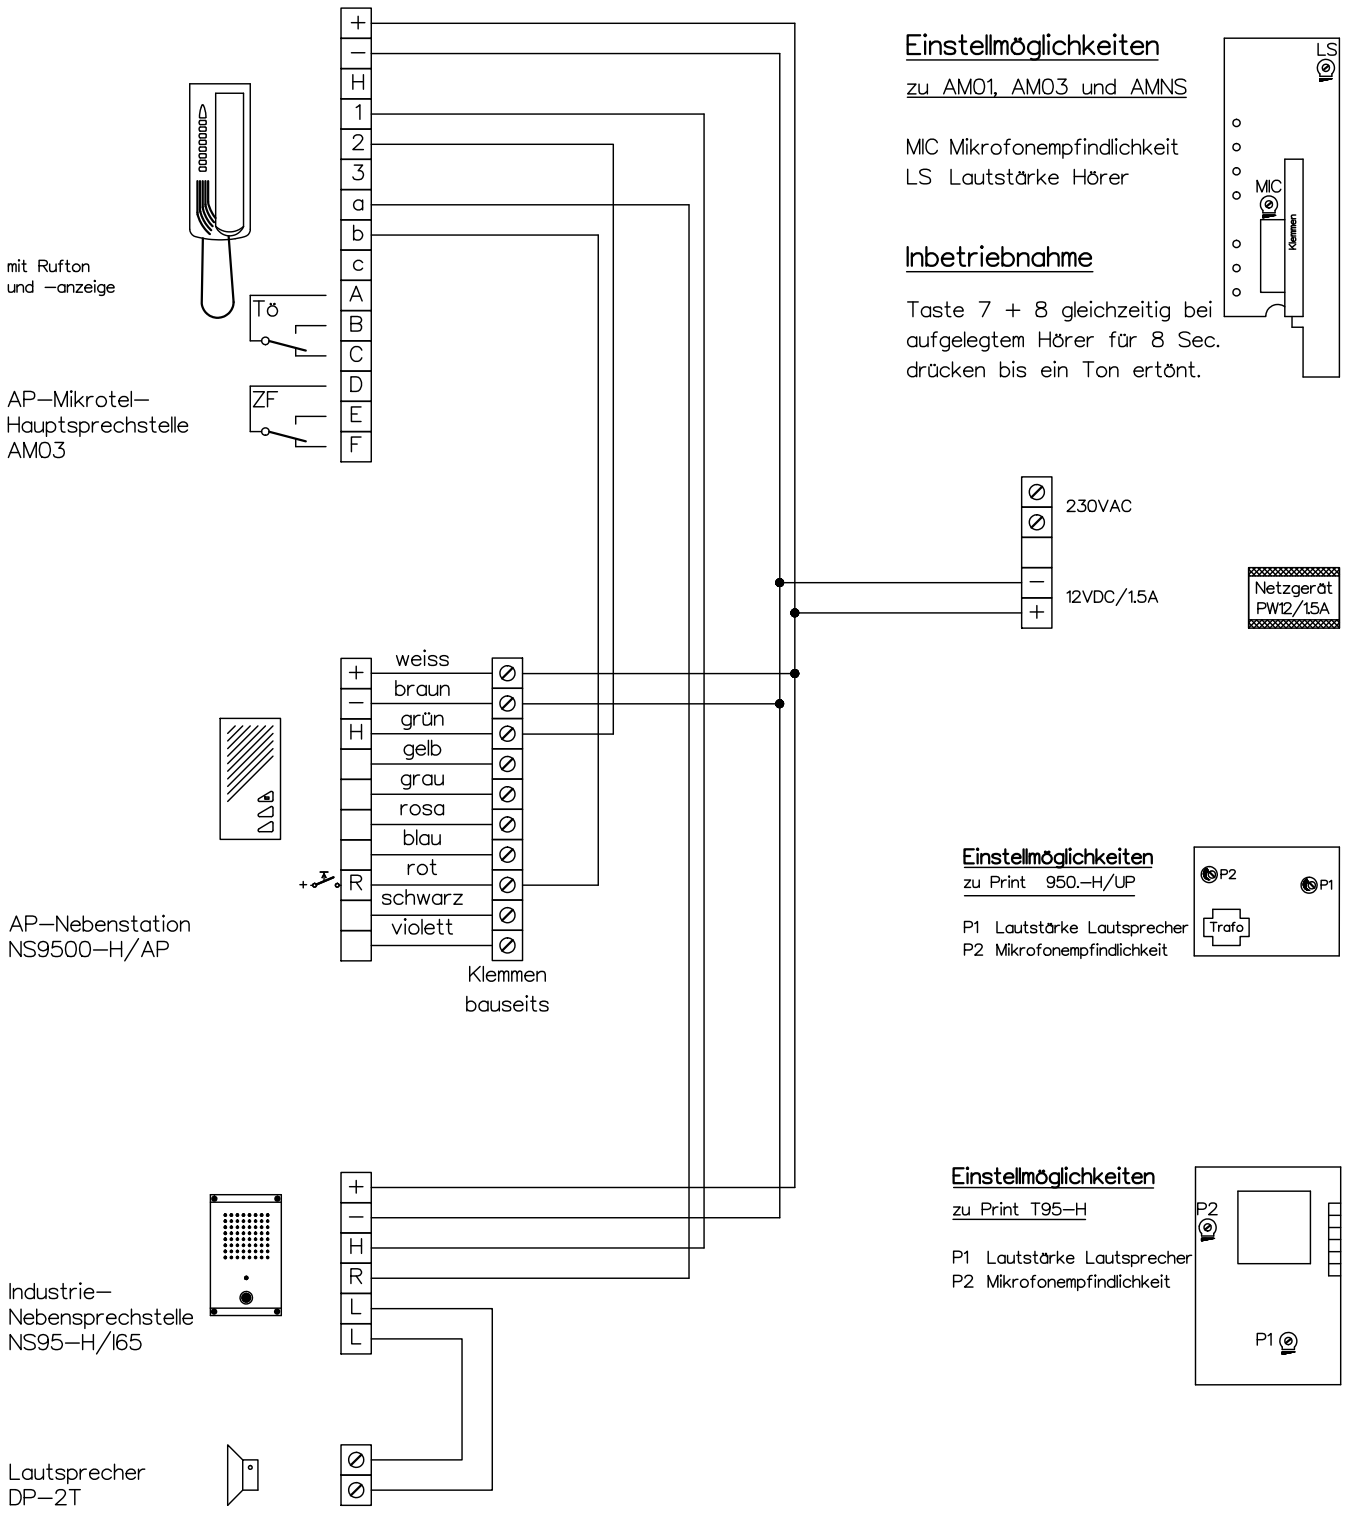 +
−
H
1
2
3
a
b
c
A
B
C
D
E
F
mit Rufton
und −anzeige
Tö
ZF
AP−Mikrotel−
Hauptsprechstelle
AM03
Einstellmöglichkeiten
zu AM01, AM03 und AMNS
MIC Mikrofonempfindlichkeit
LS Lautstärke Hörer
Inbetriebnahme
Taste 7 + 8 gleichzeitig bei
aufgelegtem Hörer für 8 Sec.
drücken bis ein Ton ertönt.
LS
MIC
Klemmen
230VAC
−
12VDC/1.5A
+
Netzgerät
PW12/1.5A
+ weiss
− braun
H grün
gelb
grau
rosa
blau
+ R rot
schwarz
violett
Klemmen
bauseits
AP−Nebenstation
NS9500−H/AP
Einstellmöglichkeiten
zu Print 950.−H/UP
P1 Lautstärke Lautsprecher
P2 Mikrofonempfindlichkeit
P2
P1
Trafo
+
−
H
R
L
L
Industrie−
Nebensprechstelle
NS95−H/I65
Einstellmöglichkeiten
zu Print T95−H
P1 Lautstärke Lautsprecher
P2 Mikrofonempfindlichkeit
P2
P1
Lautsprecher
DP−2T